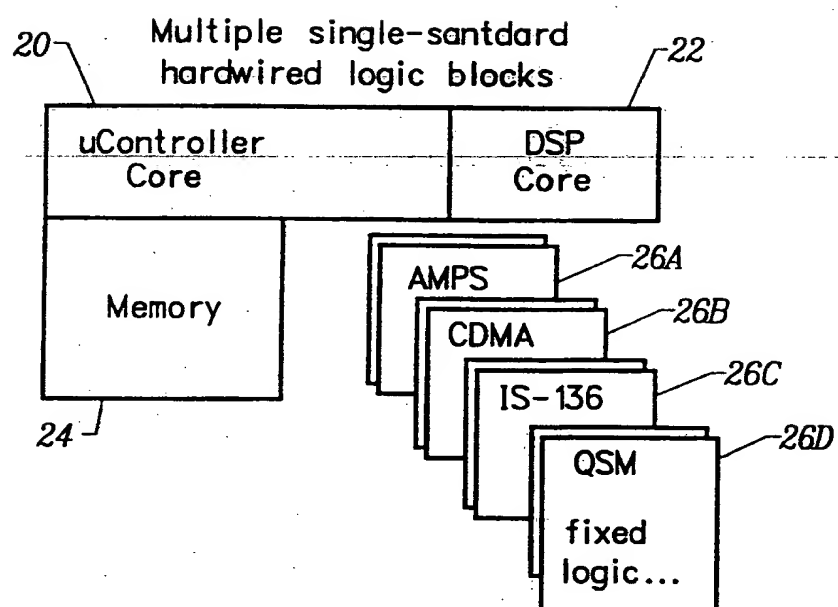 Multiple single-santdard
hardwired logic blocks
20
22
uController
Core
DSP
Core
Memory
24
AMPS
26A
CDMA
26B
IS-136
26C
QSM
26D
fixed
logic...